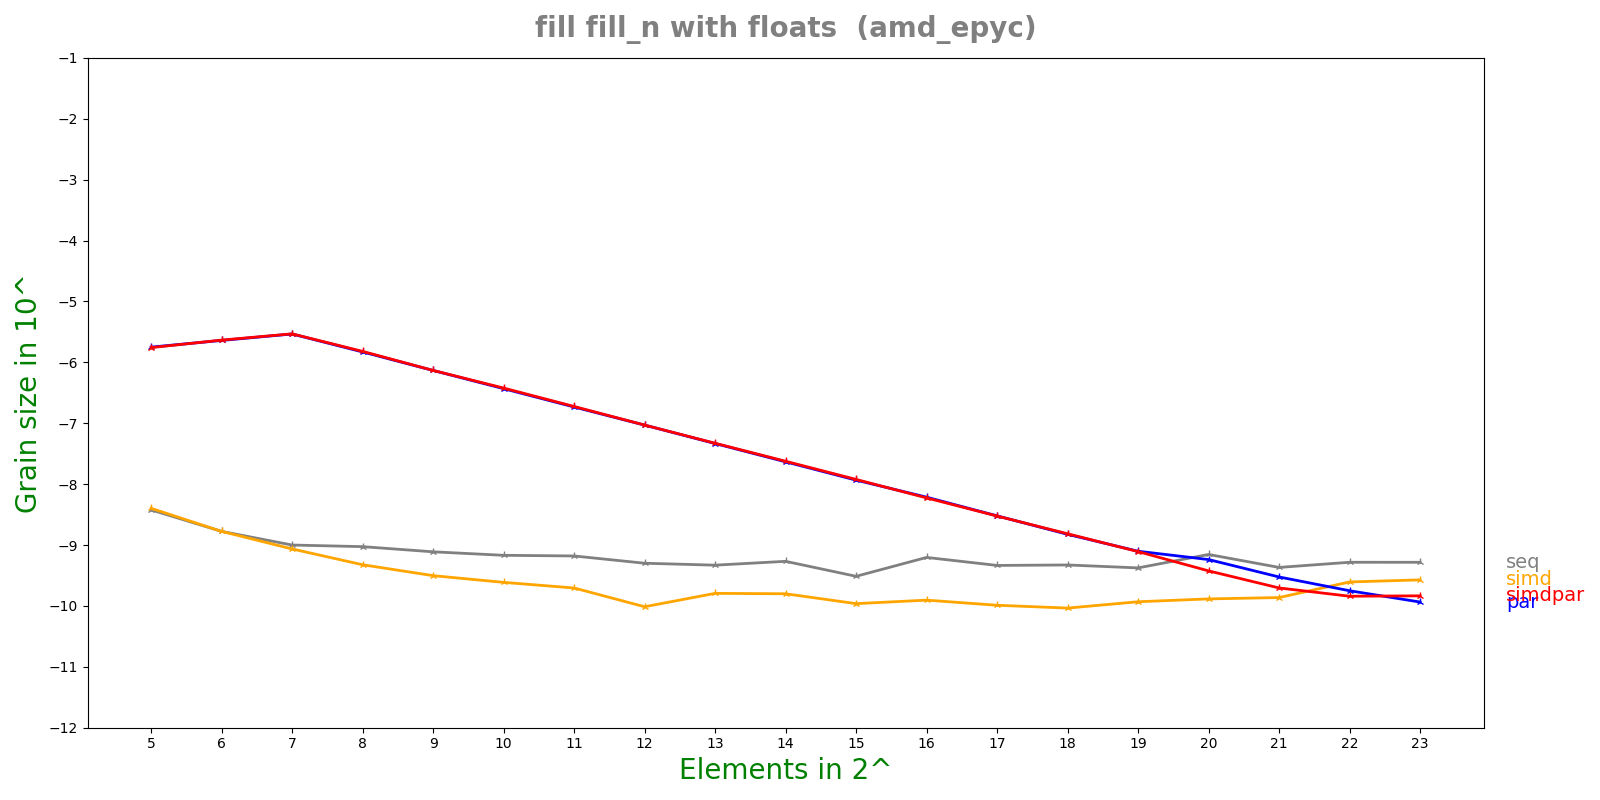 fill fill_n with floats (amd_epyc)
−1
−2
−3
−4
−5
−6
−7
−8
−9
−10
−11
−12
Grain size in 10^
5 6 7 8 9 10 11 12 13 14 15 16 17 18 19 20 21 22 23
Elements in 2^
seq
simd
simdpar
par